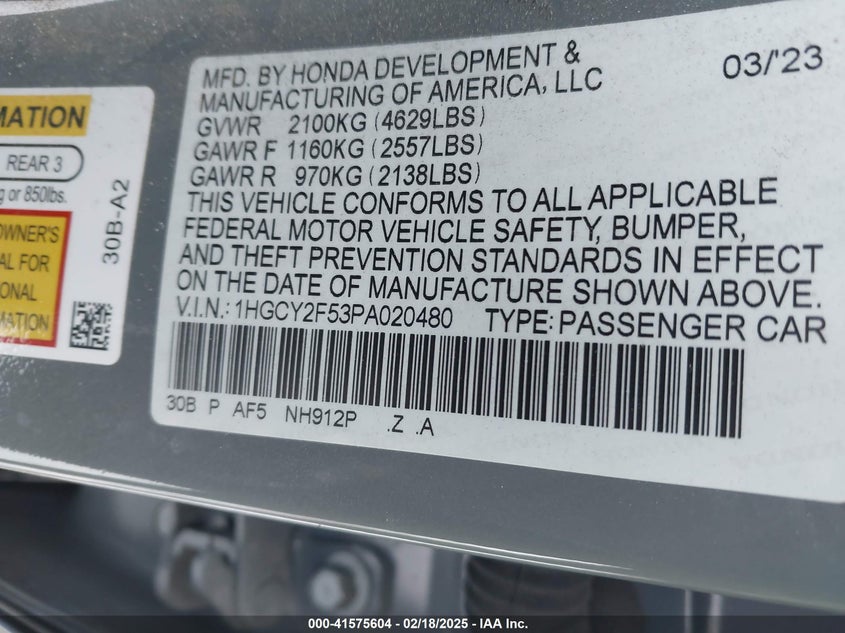 MFD. BY HONDA DEVELOPMENT & 03/'23
MANUFACTURING OF AMERICA, LLC
GVWR 2100KG (4629LBS)
GAWR F 1160KG (2557LBS)
GAWR R 970KG (2138LBS)
THIS VEHICLE CONFORMS TO ALL APPLICABLE
FEDERAL MOTOR VEHICLE SAFETY, BUMPER,
AND THEFT PREVENTION STANDARDS IN EFFECT
ON THE DATE OF MANUFACTURE SHOWN ABOVE.
V.I.N.: 1HGCY2F53PA020480 TYPE: PASSENGER CAR
30B P AF5 NH912P .Z .A
MATION
REAR 3
g or 850lbs.
OWNER'S
AL FOR
ONAL
MATION
30B-A2
000-41575604 / 02/18/2025 / IAA Inc.